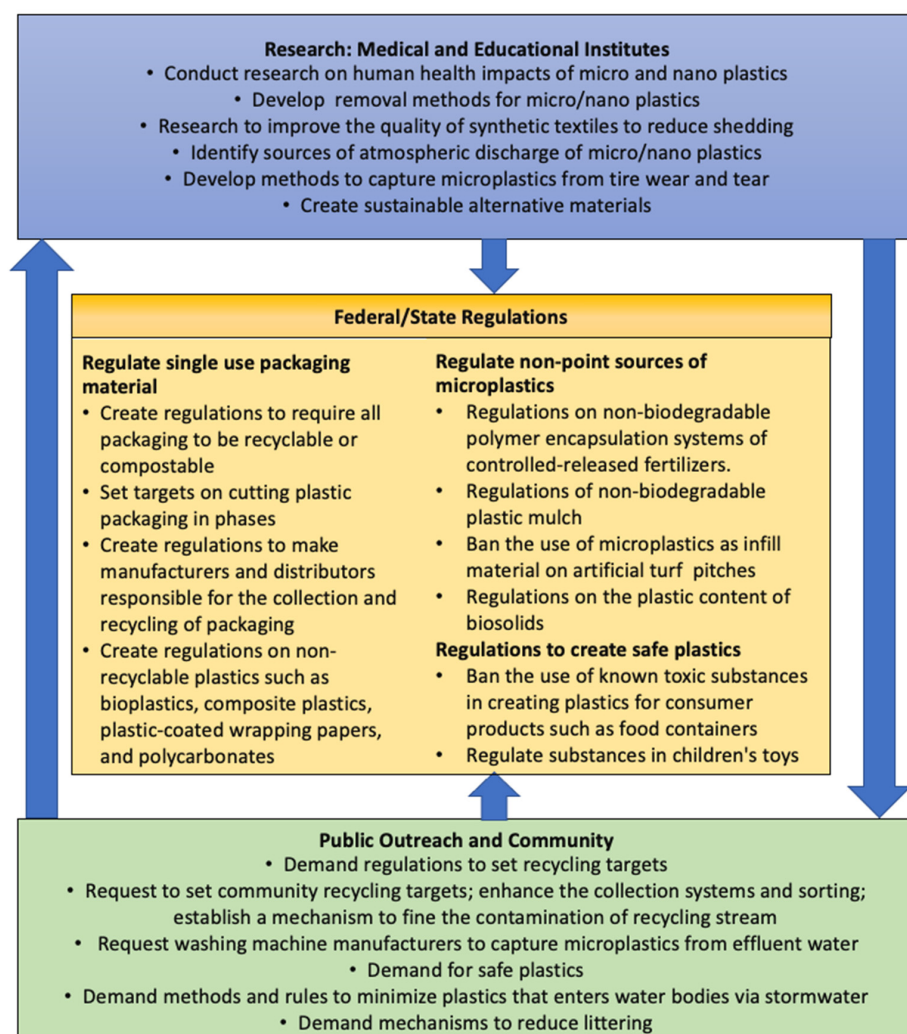 Research: Medical and Educational Institutes
• Conduct research on human health impacts of micro and nano plastics
• Develop removal methods for micro/nano plastics
• Research to improve the quality of synthetic textiles to reduce shedding
• Identify sources of atmospheric discharge of micro/nano plastics
• Develop methods to capture microplastics from tire wear and tear
• Create sustainable alternative materials
Federal/State Regulations
Regulate single use packaging
material
• Create regulations to require all
packaging to be recyclable or
compostable
• Set targets on cutting plastic
packaging in phases
• Create regulations to make
manufacturers and distributors
responsible for the collection and
recycling of packaging
• Create regulations on non-
recyclable plastics such as
bioplastics, composite plastics,
plastic-coated wrapping papers,
and polycarbonates
Regulate non-point sources of
microplastics
• Regulations on non-biodegradable
polymer encapsulation systems of
controlled-released fertilizers.
• Regulations of non-biodegradable
plastic mulch
• Ban the use of microplastics as infill
material on artificial turf pitches
• Regulations on the plastic content of
biosolids
Regulations to create safe plastics
• Ban the use of known toxic substances
in creating plastics for consumer
products such as food containers
• Regulate substances in children's toys
Public Outreach and Community
• Demand regulations to set recycling targets
• Request to set community recycling targets; enhance the collection systems and sorting;
establish a mechanism to fine the contamination of recycling stream
• Request washing machine manufacturers to capture microplastics from effluent water
• Demand for safe plastics
• Demand methods and rules to minimize plastics that enters water bodies via stormwater
• Demand mechanisms to reduce littering